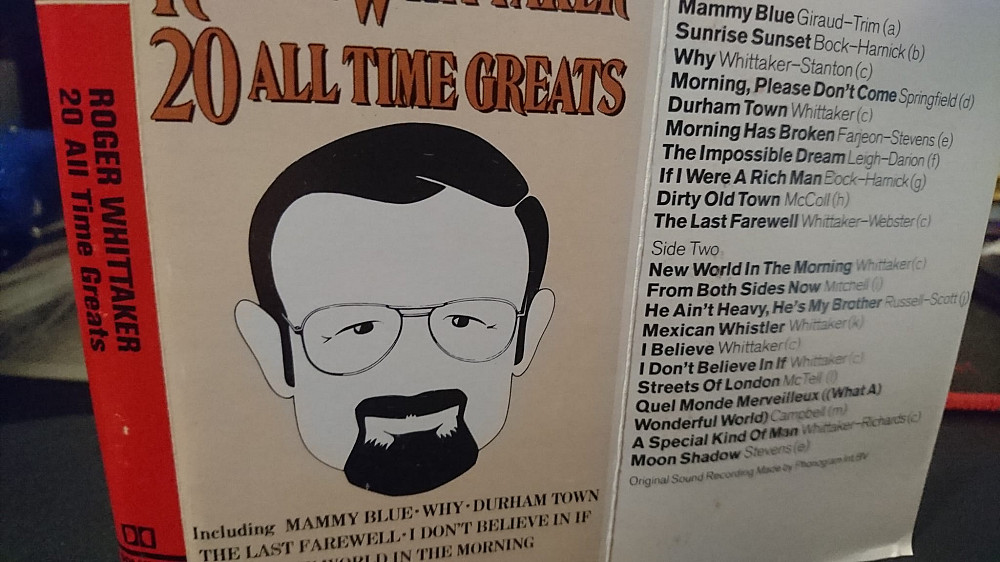 ROGER WHITTAKER
20 All Time Greats
20 ALL TIME GREATS
Including MAMMY BLUE · WHY · DURHAM TOWN
THE LAST FAREWELL · I DON'T BELIEVE IN IF
WORLD IN THE MORNING
Mammy Blue Giraud–Trim (a)
Sunrise Sunset Bock–Harnick (b)
Why Whittaker–Stanton (c)
Morning, Please Don't Come Springfield (d)
Durham Town Whittaker (c)
Morning Has Broken Farjeon–Stevens (e)
The Impossible Dream Leigh–Darion (f)
If I Were A Rich Man Bock–Harnick (g)
Dirty Old Town McColl (h)
The Last Farewell Whittaker–Webster (c)
Side Two
New World In The Morning Whittaker (c)
From Both Sides Now Mitchell (i)
He Ain't Heavy, He's My Brother Russell–Scott (j)
Mexican Whistler Whittaker (k)
I Believe Whittaker (c)
I Don't Believe In If Whittaker (c)
Streets Of London McTell (l)
Quel Monde Merveilleux ((What A)
Wonderful World) Campbell (m)
A Special Kind Of Man Whittaker–Richards (c)
Moon Shadow Stevens (e)
Original Sound Recording Made by Phonogram Int. BV